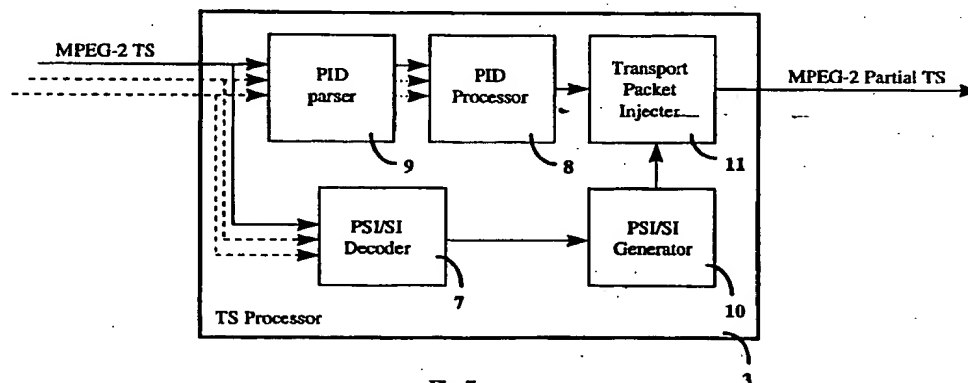 MPEG-2 TS
PID
parser
9
PID
Processor
8
Transport
Packet
Injecter
11
MPEG-2 Partial TS
PSI/SI
Decoder
7
PSI/SI
Generator
10
TS Processor
3